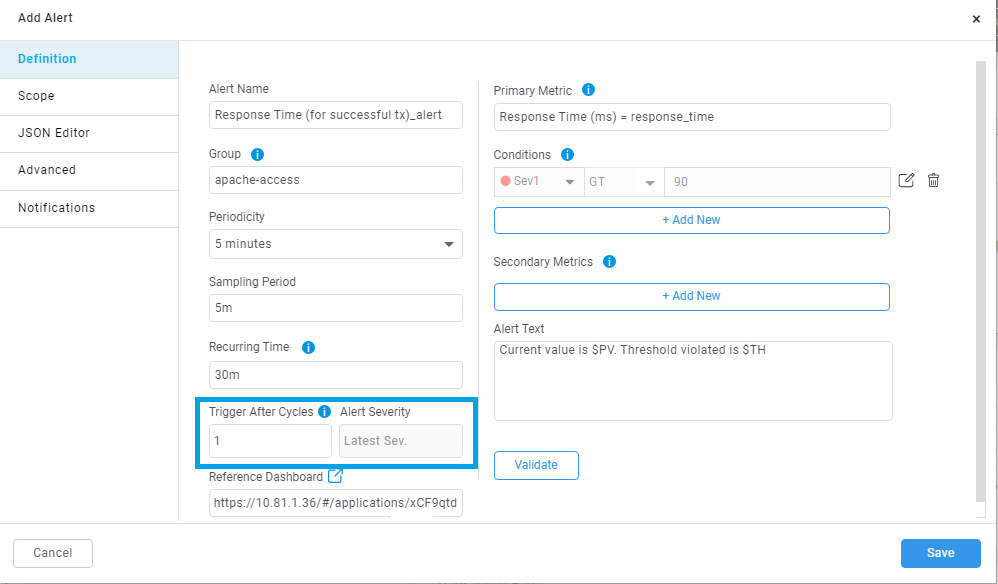 Add Alert
×
Definition
Scope
JSON Editor
Advanced
Notifications
Alert Name
Response Time (for successful tx)_alert
Group
apache-access
Periodicity
5 minutes
Sampling Period
5m
Recurring Time
30m
Trigger After Cycles
Alert Severity
1
Latest Sev.
Reference Dashboard
https://10.81.1.36/#/applications/xCF9qtd
Primary Metric
Response Time (ms) = response_time
Conditions
Sev1 GT 90
+ Add New
Secondary Metrics
+ Add New
Alert Text
Current value is $PV. Threshold violated is $TH
Validate
Cancel
Save